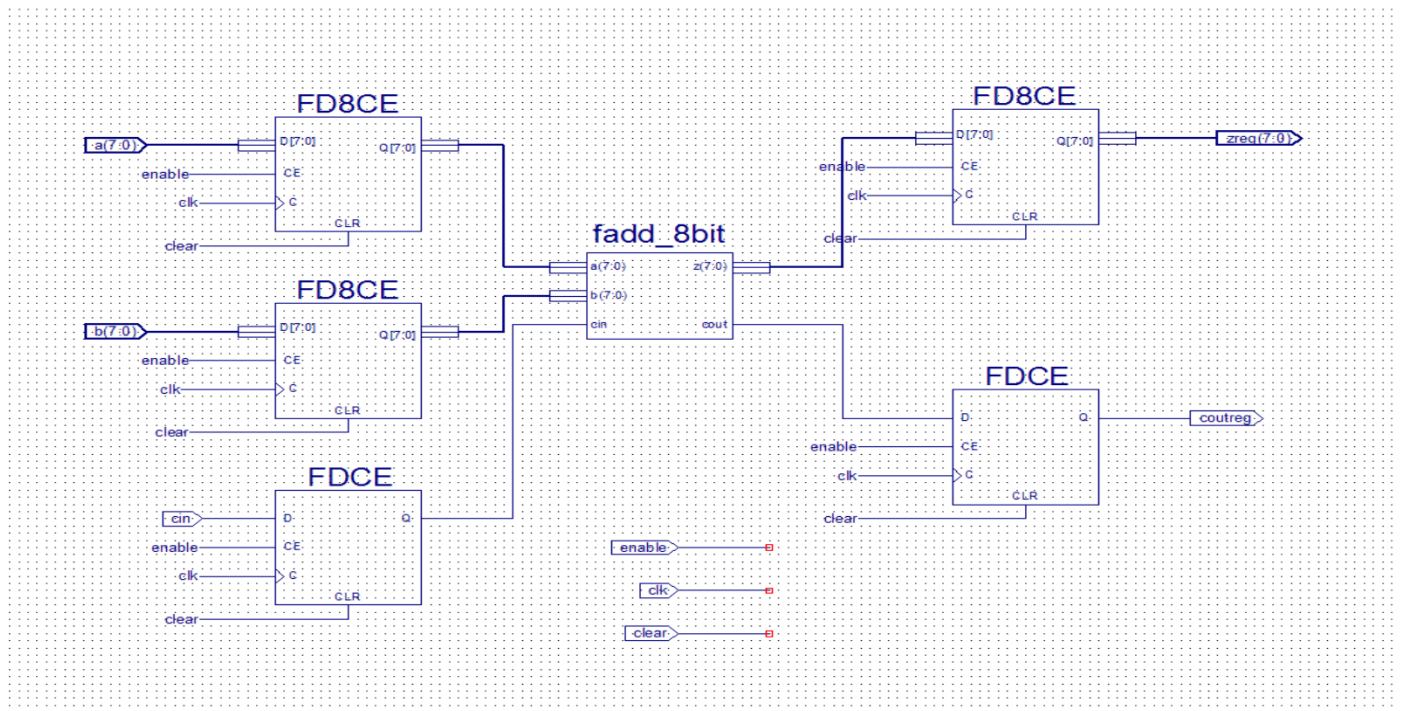 FD8CE
a(7:0)
D[7:0]
Q[7:0]
enable
CE
clk
C
CLR
clear
FD8CE
b(7:0)
D[7:0]
Q[7:0]
enable
CE
clk
C
CLR
clear
FDCE
cin
D
Q
enable
CE
clk
C
CLR
clear
fadd_8bit
a(7:0)
z(7:0)
b(7:0)
cin
cout
enable
clk
clear
FD8CE
D[7:0]
Q[7:0]
zreg(7:0)
enable
CE
clk
C
CLR
clear
FDCE
D
Q
coutreg
enable
CE
clk
C
CLR
clear